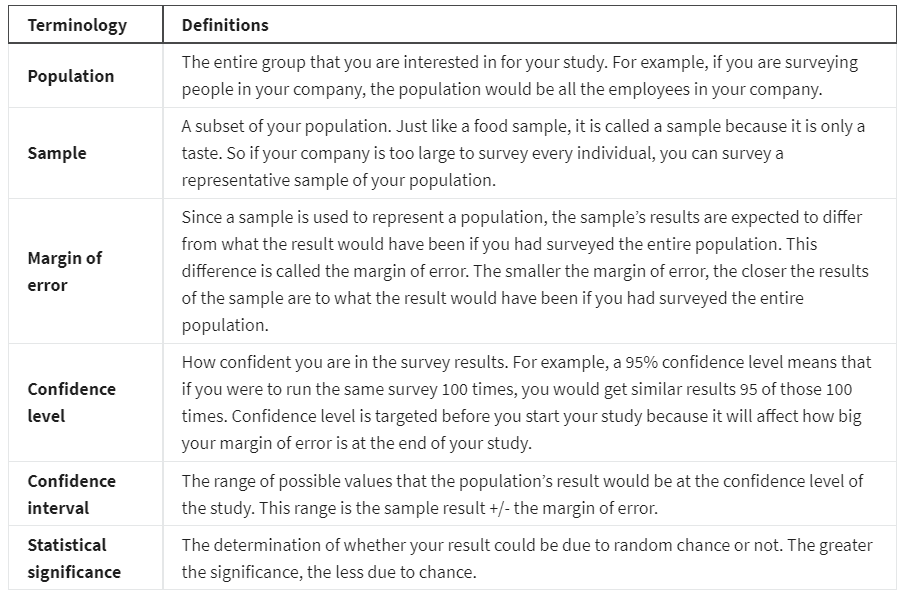 Terminology
Definitions
Population
The entire group that you are interested in for your study. For example, if you are surveying
people in your company, the population would be all the employees in your company.
Sample
A subset of your population. Just like a food sample, it is called a sample because it is only a
taste. So if your company is too large to survey every individual, you can survey a
representative sample of your population.
Margin of
error
Since a sample is used to represent a population, the sample’s results are expected to differ
from what the result would have been if you had surveyed the entire population. This
difference is called the margin of error. The smaller the margin of error, the closer the results
of the sample are to what the result would have been if you had surveyed the entire
population.
Confidence
level
How confident you are in the survey results. For example, a 95% confidence level means that
if you were to run the same survey 100 times, you would get similar results 95 of those 100
times. Confidence level is targeted before you start your study because it will affect how big
your margin of error is at the end of your study.
Confidence
interval
The range of possible values that the population’s result would be at the confidence level of
the study. This range is the sample result +/- the margin of error.
Statistical
significance
The determination of whether your result could be due to random chance or not. The greater
the significance, the less due to chance.